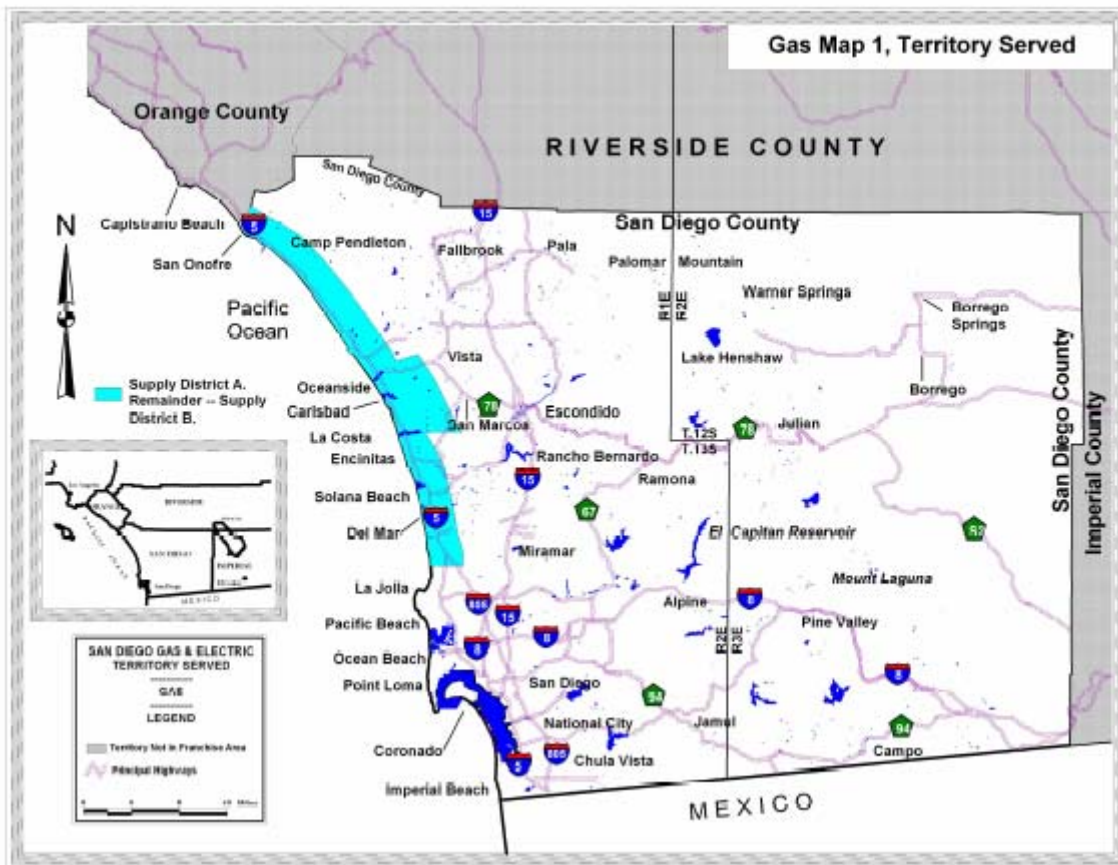 Gas Map 1, Territory Served
Orange County
RIVERSIDE COUNTY
San Diego County
N
Capistrano Beach
5
15
San Diego County
San Onofre
Camp Pendleton
Fallbrook
Pala
Palomar
Mountain
R1E
R2E
Warner Springs
Pacific
Ocean
Borrego
Springs
Lake Henshaw
Vista
Borrego
San Diego County
Imperial County
Supply District A.
Remainder -- Supply
District B.
Oceanside
Carlsbad
78
San Marcos
Escondido
78
Julian
La Costa
T.12S
T.13S
Encinitas
Rancho Bernardo
15
Ramona
Solana Beach
67
5
Del Mar
El Capitan Reservoir
Miramar
Mount Laguna
La Jolla
805
15
Alpine
8
Pacific Beach
8
8
R2E
R3E
Pine Valley
Ocean Beach
Point Loma
San Diego
94
8
National City
Jamul
94
Coronado
5
805
Chula Vista
Campo
Imperial Beach
MEXICO
RIVERSIDE
SAN DIEGO
IMPERIAL
MEXICO
SAN DIEGO GAS & ELECTRIC
TERRITORY SERVED
GAS
LEGEND
Territory Not in Franchise Area
Principal Highways